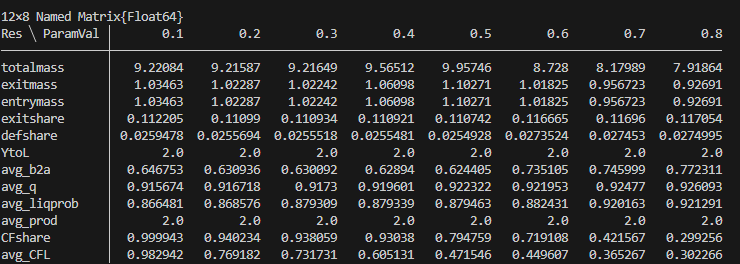 12×8 Named Matrix{Float64}
Res ╲ ParamVal │ 0.1 0.2 0.3 0.4 0.5 0.6 0.7 0.8
totalmass │ 9.22084 9.21587 9.21649 9.56512 9.95746 8.728 8.17989 7.91864
exitmass │ 1.03463 1.02287 1.02242 1.06098 1.10271 1.01825 0.956723 0.92691
entrymass │ 1.03463 1.02287 1.02242 1.06098 1.10271 1.01825 0.956723 0.92691
exitshare │ 0.112205 0.11099 0.110934 0.110921 0.110742 0.116665 0.11696 0.117054
defshare │ 0.0259478 0.0255694 0.0255518 0.0255481 0.0254928 0.0273524 0.027453 0.0274995
YtoL │ 2.0 2.0 2.0 2.0 2.0 2.0 2.0 2.0
avg_b2a │ 0.646753 0.630936 0.630092 0.62894 0.624405 0.735105 0.745999 0.772311
avg_q │ 0.915674 0.916718 0.9173 0.919601 0.922322 0.921953 0.92477 0.926093
avg_liqprob │ 0.866481 0.868576 0.879309 0.879339 0.879463 0.882431 0.920163 0.921291
avg_prod │ 2.0 2.0 2.0 2.0 2.0 2.0 2.0 2.0
CFshare │ 0.999943 0.940234 0.938059 0.93038 0.794759 0.719108 0.421567 0.299256
avg_CFL │ 0.982942 0.769182 0.731731 0.605131 0.471546 0.449607 0.365267 0.302266